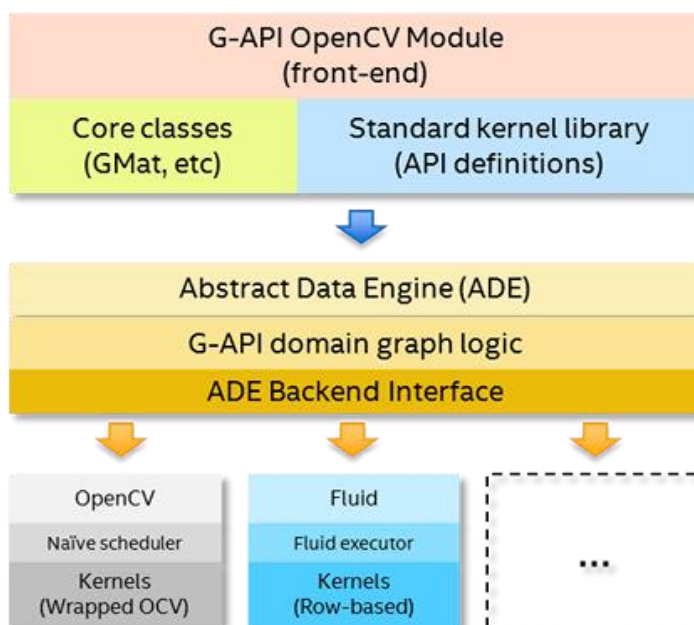 G-API OpenCV Module
(front-end)
Core classes
(GMat, etc)
Standard kernel library
(API definitions)
Abstract Data Engine (ADE)
G-API domain graph logic
ADE Backend Interface
OpenCV
Naïve scheduler
Kernels
(Wrapped OCV)
Fluid
Fluid executor
Kernels
(Row-based)
...